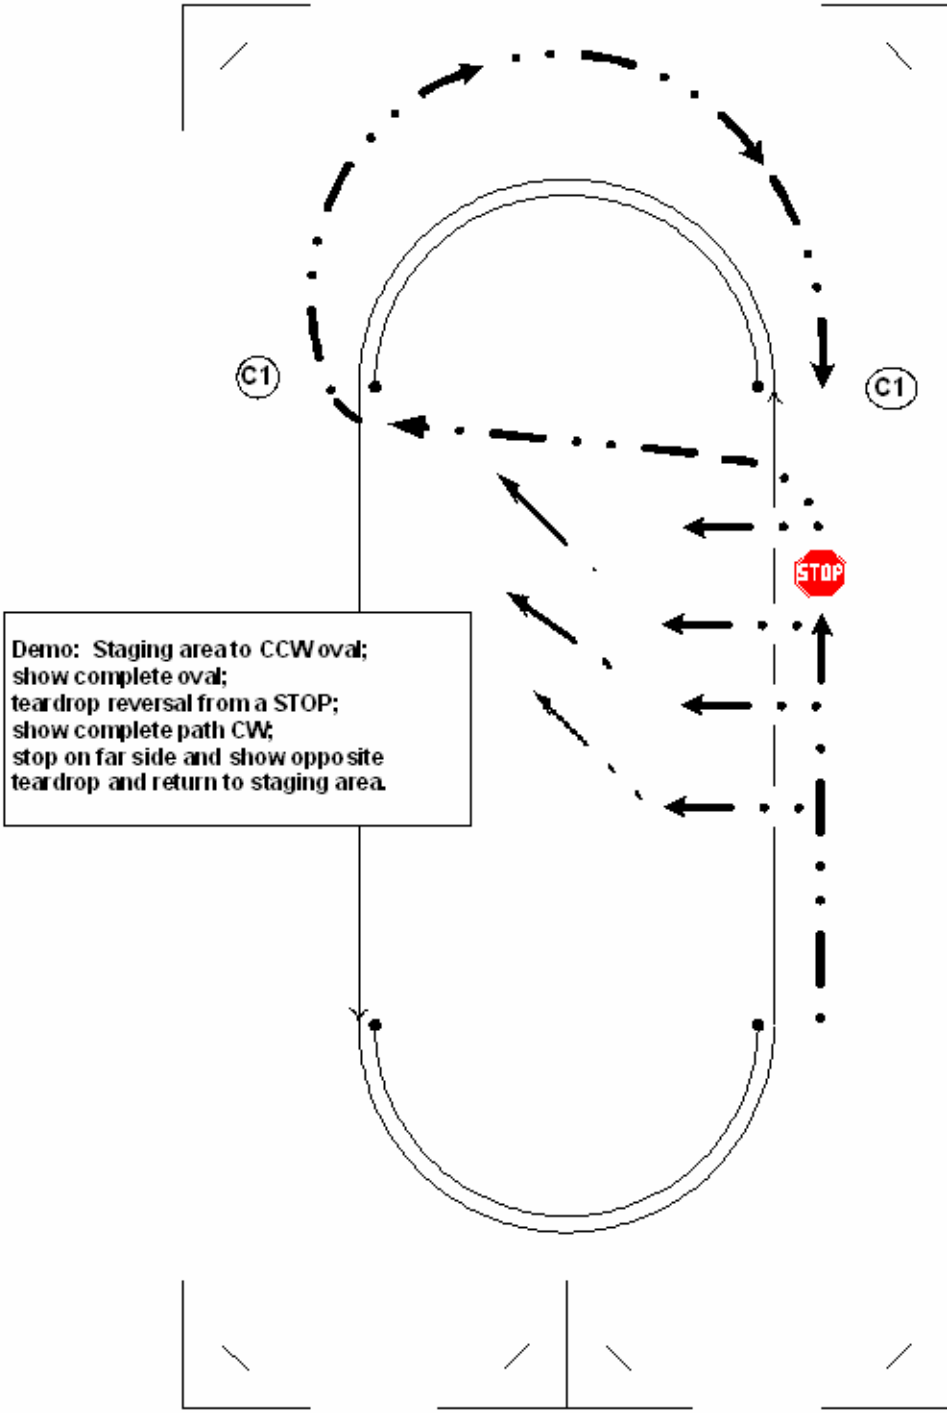 C1
C1
STOP
Demo: Staging area to CCW oval;
show complete oval;
teardrop reversal from a STOP;
show complete path CW;
stop on far side and show opposite
teardrop and return to staging area.